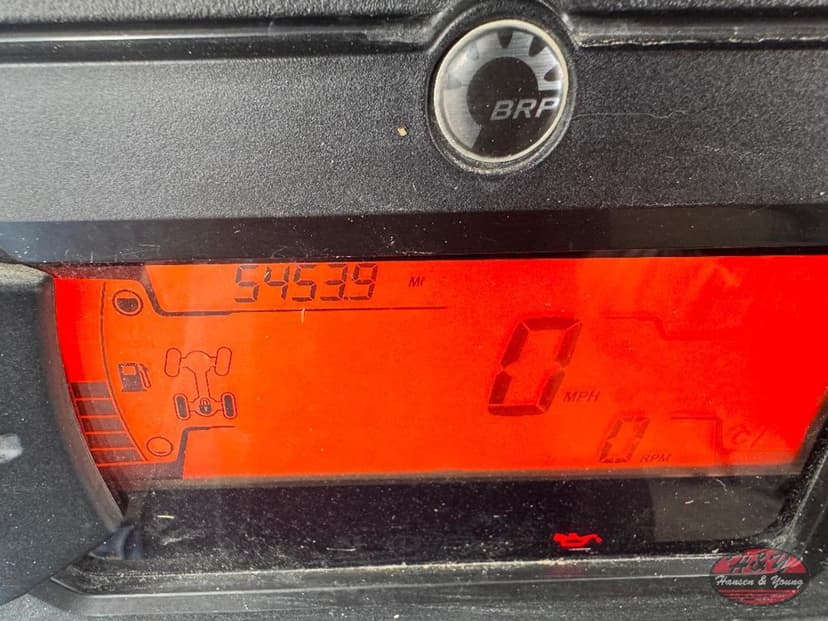 BRP
5453.9 MI
0 MPH
0 RPM
°C/
H&Y
Hansen & Young